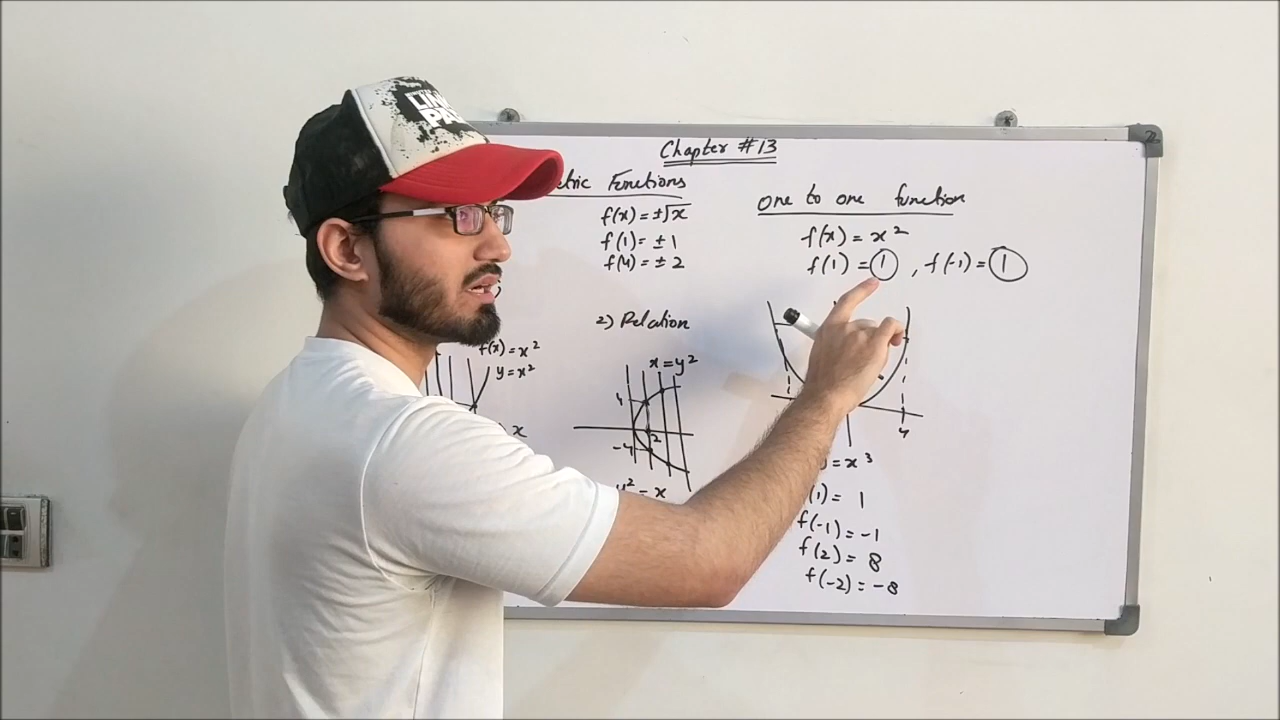 Chapter #13
Functions
f(x) = ±√x
f(1) = ± 1
f(4) = ± 2
f(x) = x²
y = x²
x
2) Relation
x = y²
4
2
-4
y² = x
one to one function
f(x) = x²
f(1) = 1 , f(-1) = 1
4
= x³
(1) = 1
f(-1) = -1
f(2) = 8
f(-2) = -8